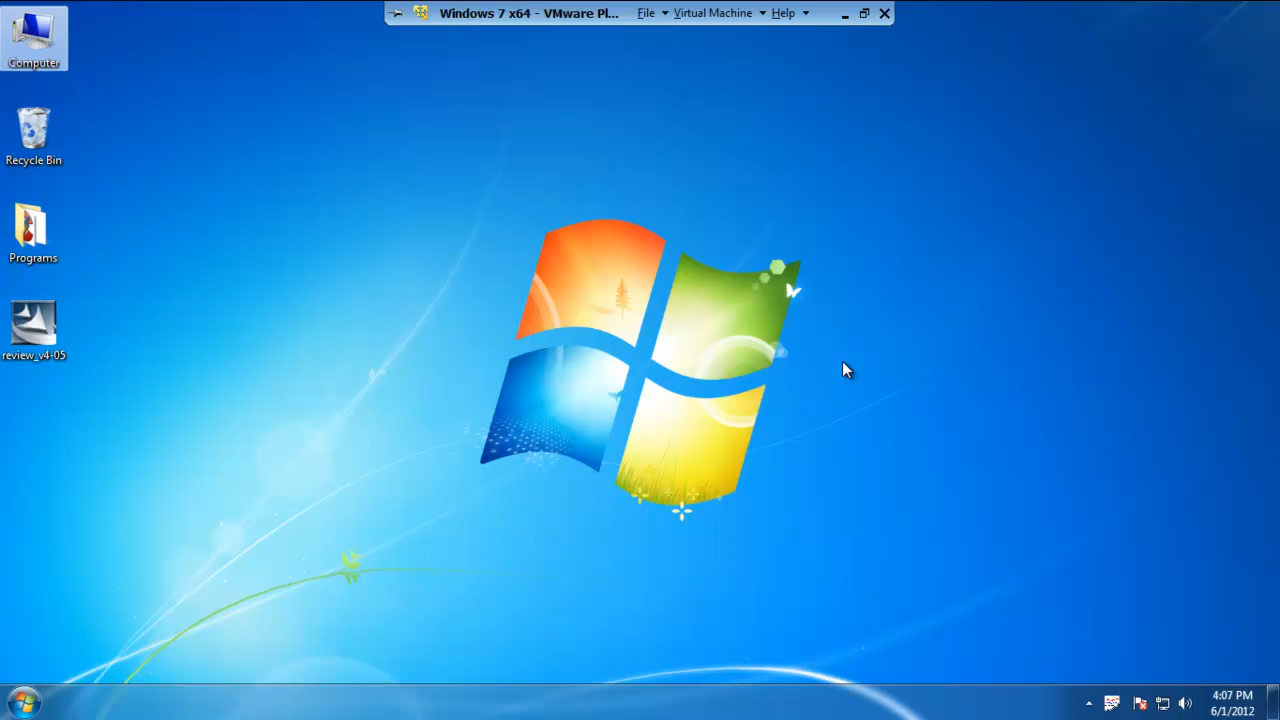 Windows 7 x64 - VMware Pl... File Virtual Machine Help
Computer
Recycle Bin
Programs
review_v4-05
4:07 PM
6/1/2012